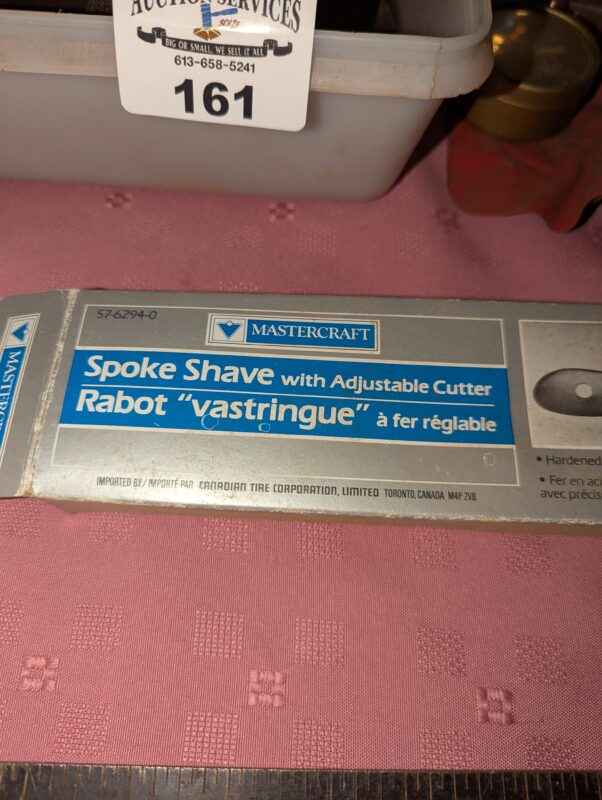 AUCTION SERVICES
BIG OR SMALL, WE SELL IT ALL
613-658-5241
161
57-6294-0
MASTERCRAFT
Spoke Shave with Adjustable Cutter
Rabot "vastringue" à fer réglable
IMPORTED BY/IMPORTÉ PAR CANADIAN TIRE CORPORATION, LIMITED TORONTO, CANADA M4P 2V8
• Hardened
• Fer en aci
avec précis